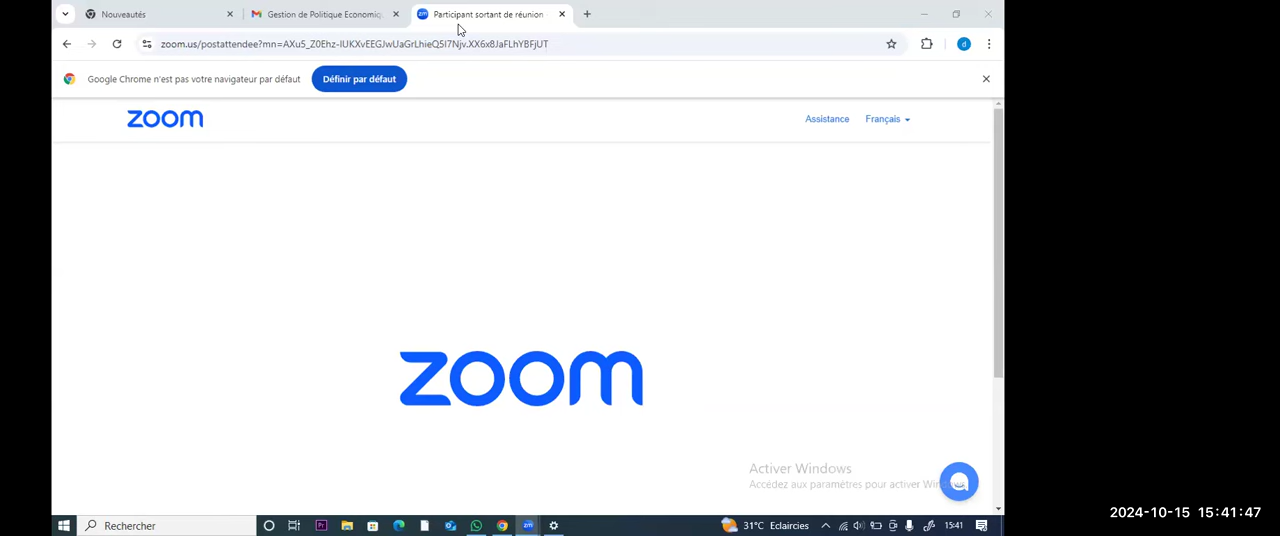 Nouveautés
Gestion de Politique Economiq
Participant sortant de réunion
zoom.us/postattendee?mn=AXu5_Z0Ehz-IUKXvEEGJwUaGrLhieQ5I7Njv.XX6x8JaFLhYBFjUT
d
Google Chrome n'est pas votre navigateur par défaut
Définir par défaut
zoom
Assistance
Français
zoom
Activer Windows
Accédez aux paramètres pour activer Windows
Rechercher
31°C Eclaircies
15:41
2024-10-15 15:41:47